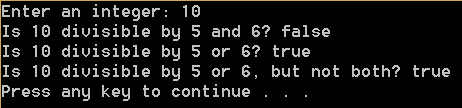 Enter an integer: 10
Is 10 divisible by 5 and 6? false
Is 10 divisible by 5 or 6? true
Is 10 divisible by 5 or 6, but not both? true
Press any key to continue . . .